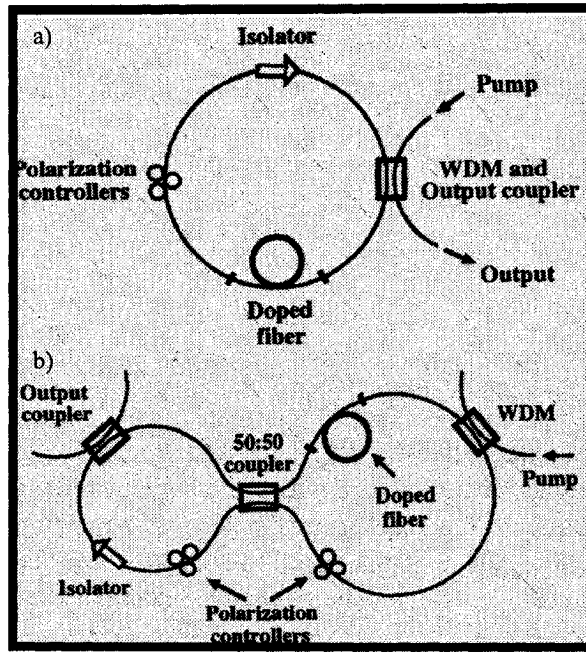 a)
Isolator
Pump
Polarization
controllers
WDM and
Output coupler
Output
Doped
fiber
b)
Output
coupler
50:50
coupler
WDM
Doped
fiber
Pump
Isolator
Polarization
controllers